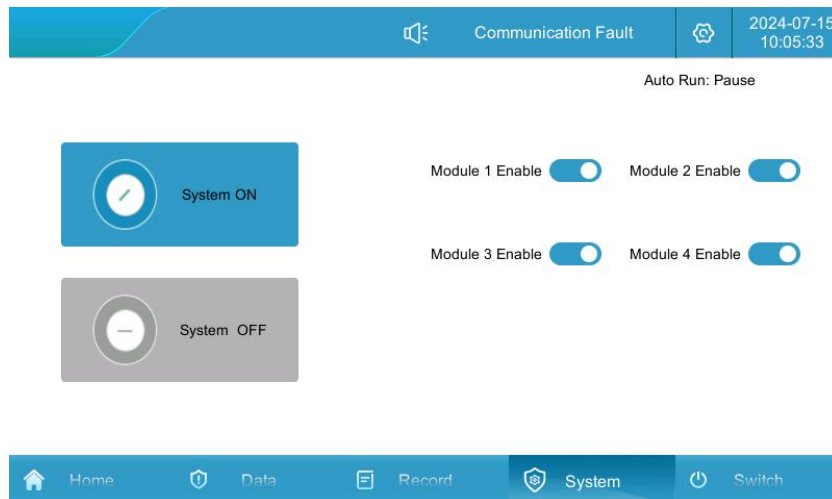 Communication Fault
2024-07-15
10:05:33
Auto Run: Pause
System ON
Module 1 Enable
Module 2 Enable
Module 3 Enable
Module 4 Enable
System OFF
Home
Data
Record
System
Switch